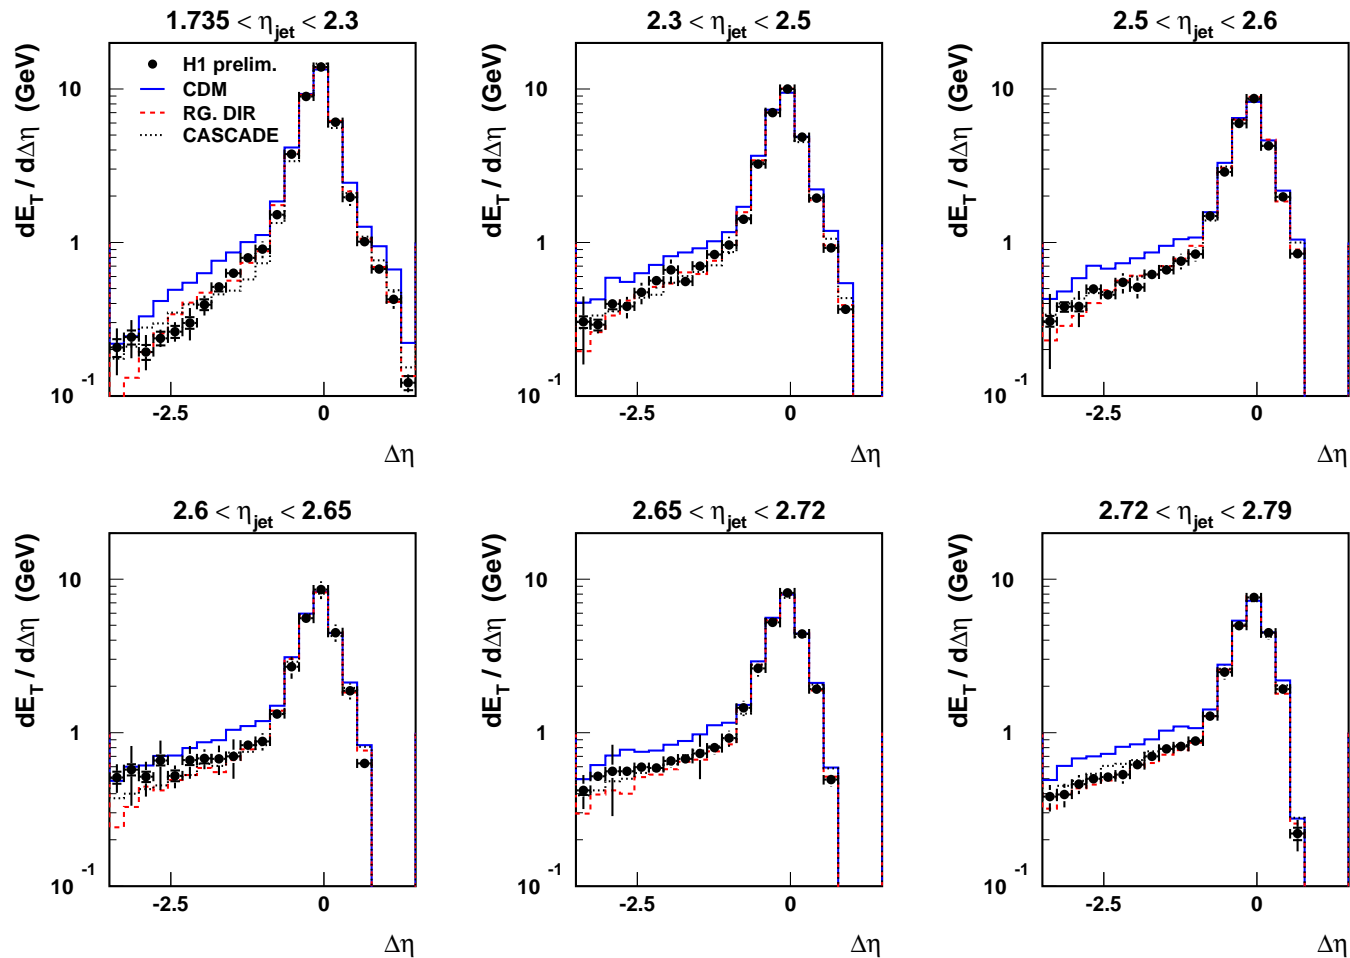 1.735 < η_jet < 2.3
dE_T / dΔη (GeV)
10
1
10^-1
H1 prelim.
CDM
RG. DIR
CASCADE
-2.5 0
Δη
2.3 < η_jet < 2.5
dE_T / dΔη (GeV)
10
1
10^-1
-2.5 0
Δη
2.5 < η_jet < 2.6
dE_T / dΔη (GeV)
10
1
10^-1
-2.5 0
Δη
2.6 < η_jet < 2.65
dE_T / dΔη (GeV)
10
1
10^-1
-2.5 0
Δη
2.65 < η_jet < 2.72
dE_T / dΔη (GeV)
10
1
10^-1
-2.5 0
Δη
2.72 < η_jet < 2.79
dE_T / dΔη (GeV)
10
1
10^-1
-2.5 0
Δη